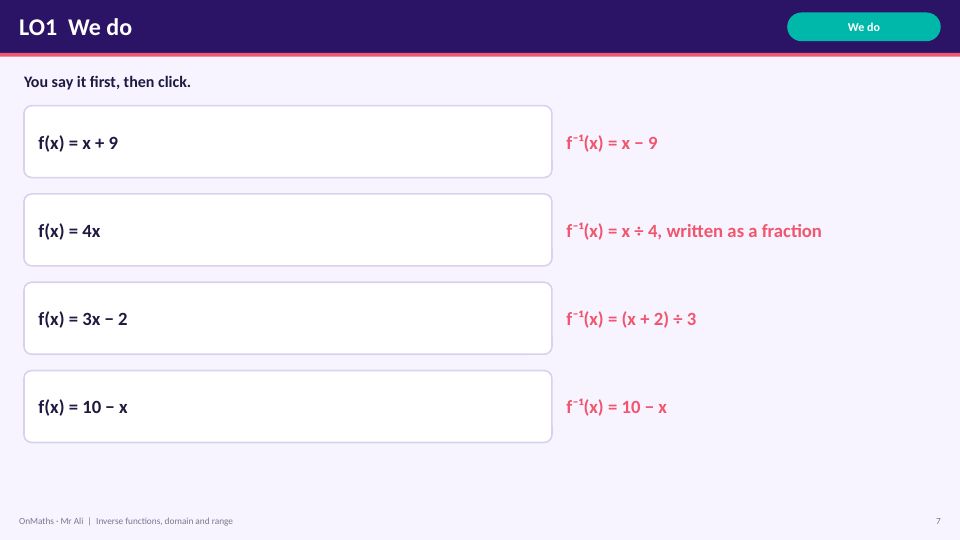 LO1 We do
We do
You say it first, then click.
f(x) = x + 9
f⁻¹(x) = x − 9
f(x) = 4x
f⁻¹(x) = x ÷ 4, written as a fraction
f(x) = 3x − 2
f⁻¹(x) = (x + 2) ÷ 3
f(x) = 10 − x
f⁻¹(x) = 10 − x
OnMaths · Mr Ali | Inverse functions, domain and range
7